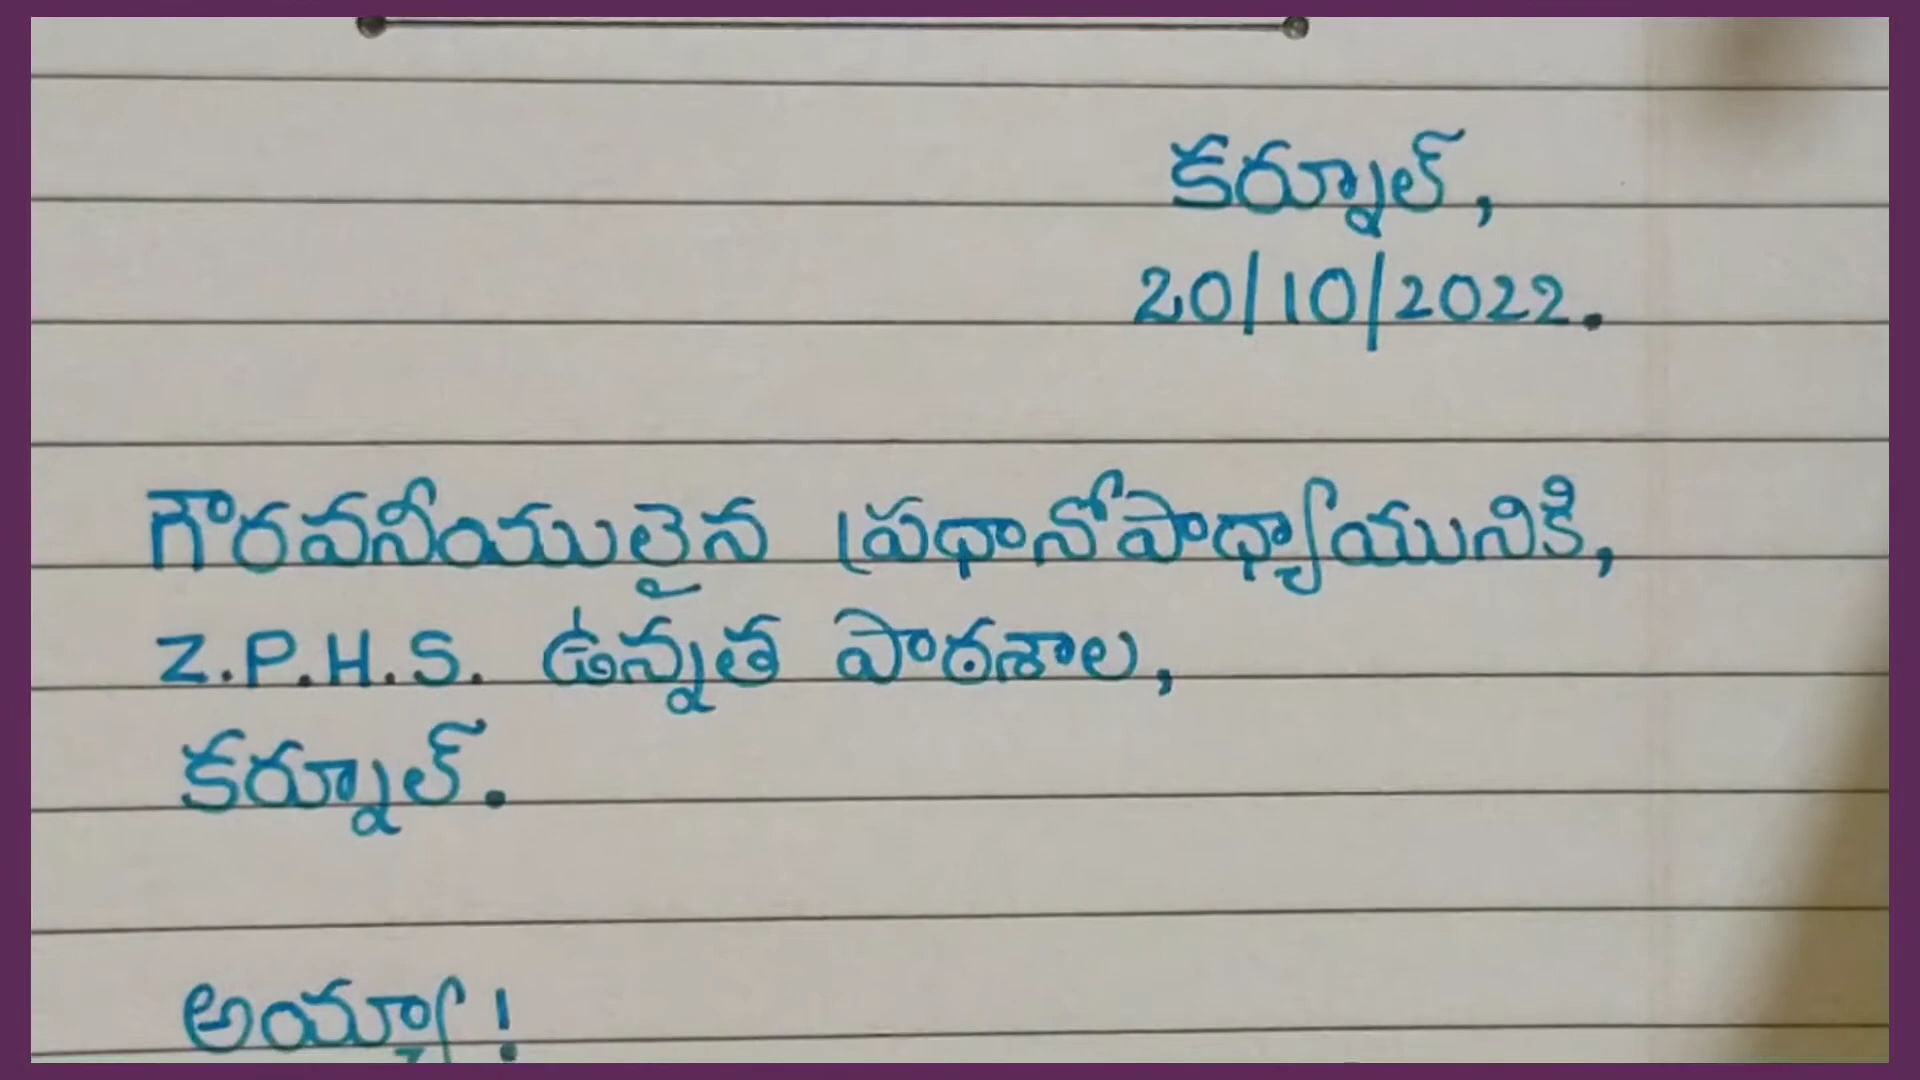 కర్నూల్,
20/10/2022.
గౌరవనీయులైన ప్రధానోపాధ్యాయునికి,
Z.P.H.S. ఉన్నత పాఠశాల,
కర్నూల్.
అయ్యా!